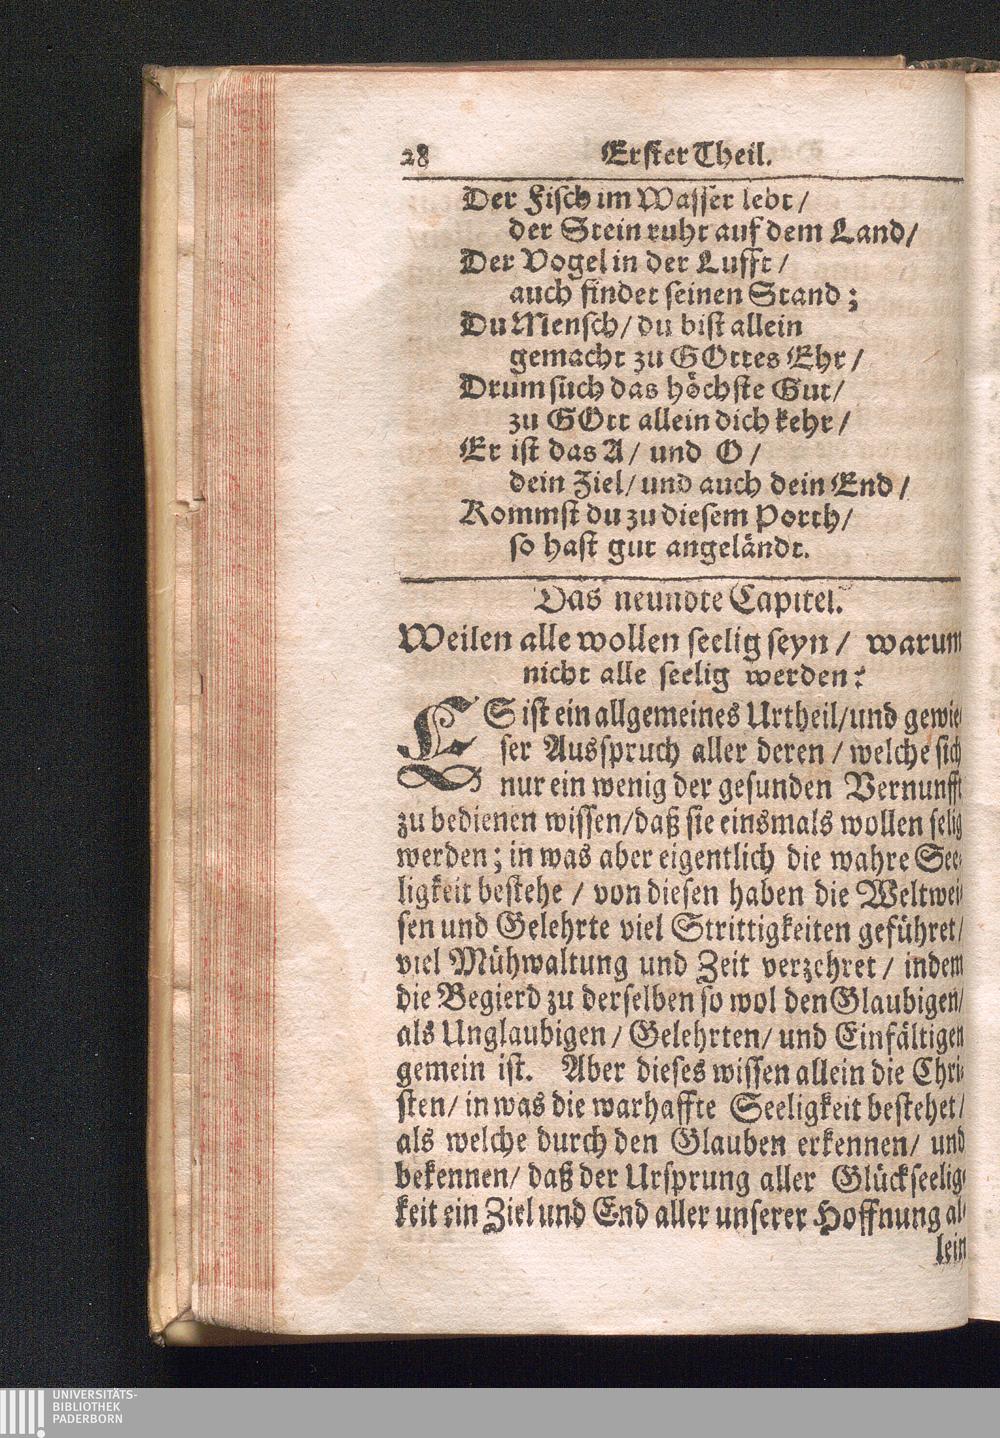 28 Erster Theil.
Der Fisch im Wasser lebt /
der Stein ruht auf dem Land /
Der Vogel in der Lufft /
auch findet seinen Stand ;
Du Mensch / du bist allein
gemacht zu GOttes Ehr /
Drum such das höchste Gut /
zu GOtt allein dich kehr /
Er ist das A / und O /
dein Ziel / und auch dein End /
Kommst du zu diesem Porth /
so hast gut angeländt.
Das neundte Capitel.
Weilen alle wollen seelig seyn / warum
nicht alle seelig werden?
ES ist ein allgemeines Urtheil / und gewie-
ser Ausspruch aller deren / welche sich
nur ein wenig der gesunden Vernunfft
zu bedienen wissen / daß sie einsmals wollen selig
werden ; in was aber eigentlich die wahre See-
ligkeit bestehe / von diesen haben die Weltwei-
sen und Gelehrte viel Strittigkeiten geführet /
viel Mühwaltung und Zeit verzehret / indem
die Begierd zu derselben so wol den Glaubigen /
als Unglaubigen / Gelehrten / und Einfältigen
gemein ist. Aber dieses wissen allein die Chri-
sten / in was die warhaffte Seeligkeit bestehet /
als welche durch den Glauben erkennen / und
bekennen / daß der Ursprung aller Glückseelig-
keit ein Ziel und End aller unserer Hoffnung al-
lein
UNIVERSITÄTS-
BIBLIOTHEK
PADERBORN